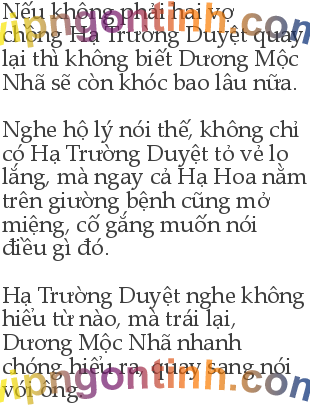 Nếu không phải hai vợ
chồng Hạ Trường Duyệt quay
lại thì không biết Dương Mộc
Nhã sẽ còn khóc bao lâu nữa.
Nghe hộ lý nói thế, không chỉ
có Hạ Trường Duyệt tỏ vẻ lo
lắng, mà ngay cả Hạ Hoa nằm
trên giường bệnh cũng mở
miệng, cố gắng muốn nói
điều gì đó.
Hạ Trường Duyệt nghe không
hiểu từ nào, mà trái lại,
Dương Mộc Nhã nhanh
chóng hiểu ra, quay sang nói
với ông.
vipngontinh.com
vipngontinh.com